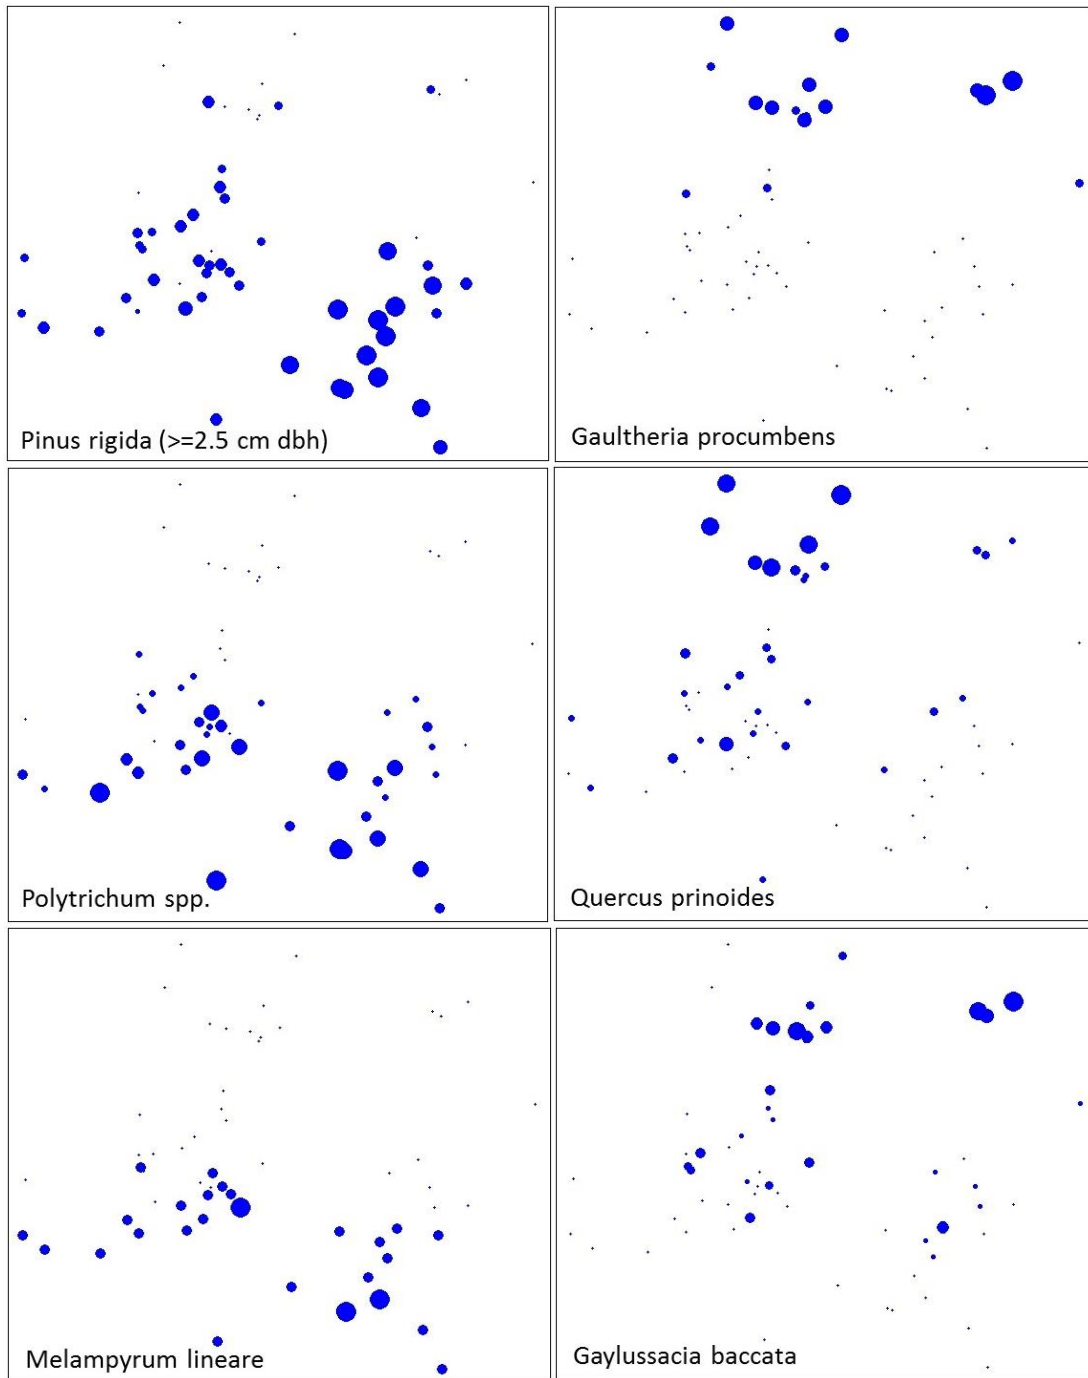 Pinus rigida (>=2.5 cm dbh)
Gaultheria procumbens
Polytrichum spp.
Quercus prinoides
Melampyrum lineare
Gaylussacia baccata